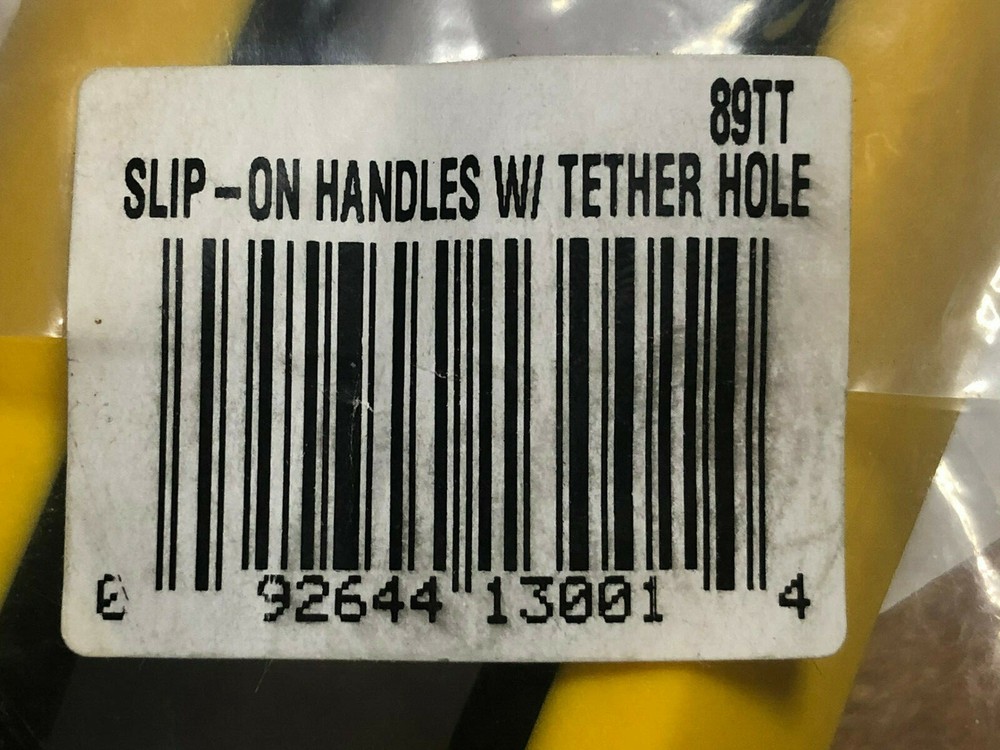 89TT
SLIP-ON HANDLES W/ TETHER HOLE
0 92644 13001 4